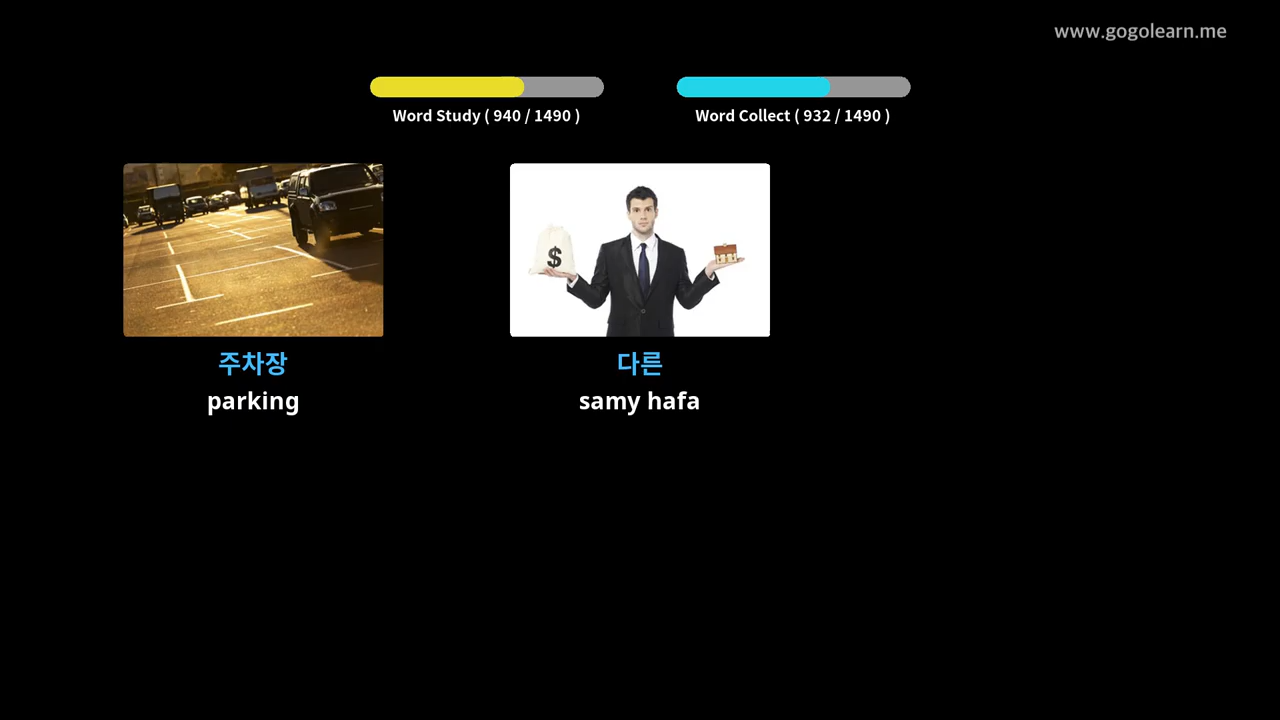 www.gogolearn.me
Word Study ( 940 / 1490 )
Word Collect ( 932 / 1490 )
$
주차장
parking
다른
samy hafa